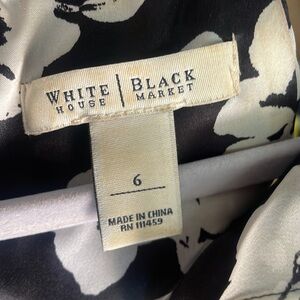 WHITE | BLACK
HOUSE | MARKET
6
MADE IN CHINA
RN 111459